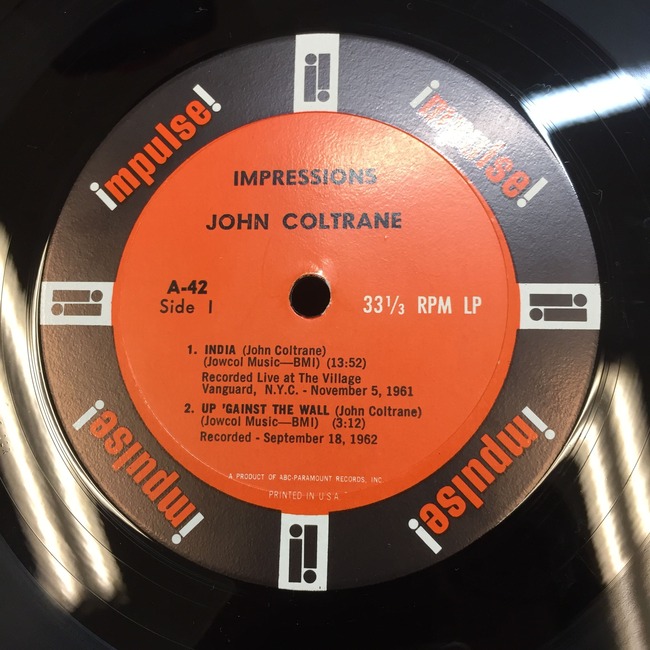 impulse!
impulse!
IMPRESSIONS
JOHN COLTRANE
A-42
Side 1
33 1/3 RPM LP
1. INDIA (John Coltrane)
(Jowcol Music—BMI) (13:52)
Recorded Live at The Village
Vanguard, N.Y.C. - November 5, 1961
2. UP 'GAINST THE WALL (John Coltrane)
(Jowcol Music—BMI) (3:12)
Recorded - September 18, 1962
A PRODUCT OF ABC-PARAMOUNT RECORDS, INC.
PRINTED IN U.S.A.
impulse!
impulse!